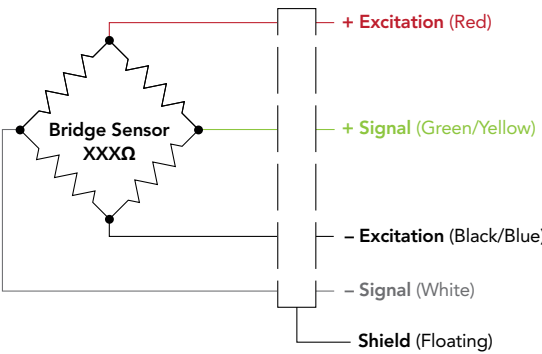 + Excitation (Red)
Bridge Sensor
XXXΩ
+ Signal (Green/Yellow)
– Excitation (Black/Blue)
– Signal (White)
Shield (Floating)